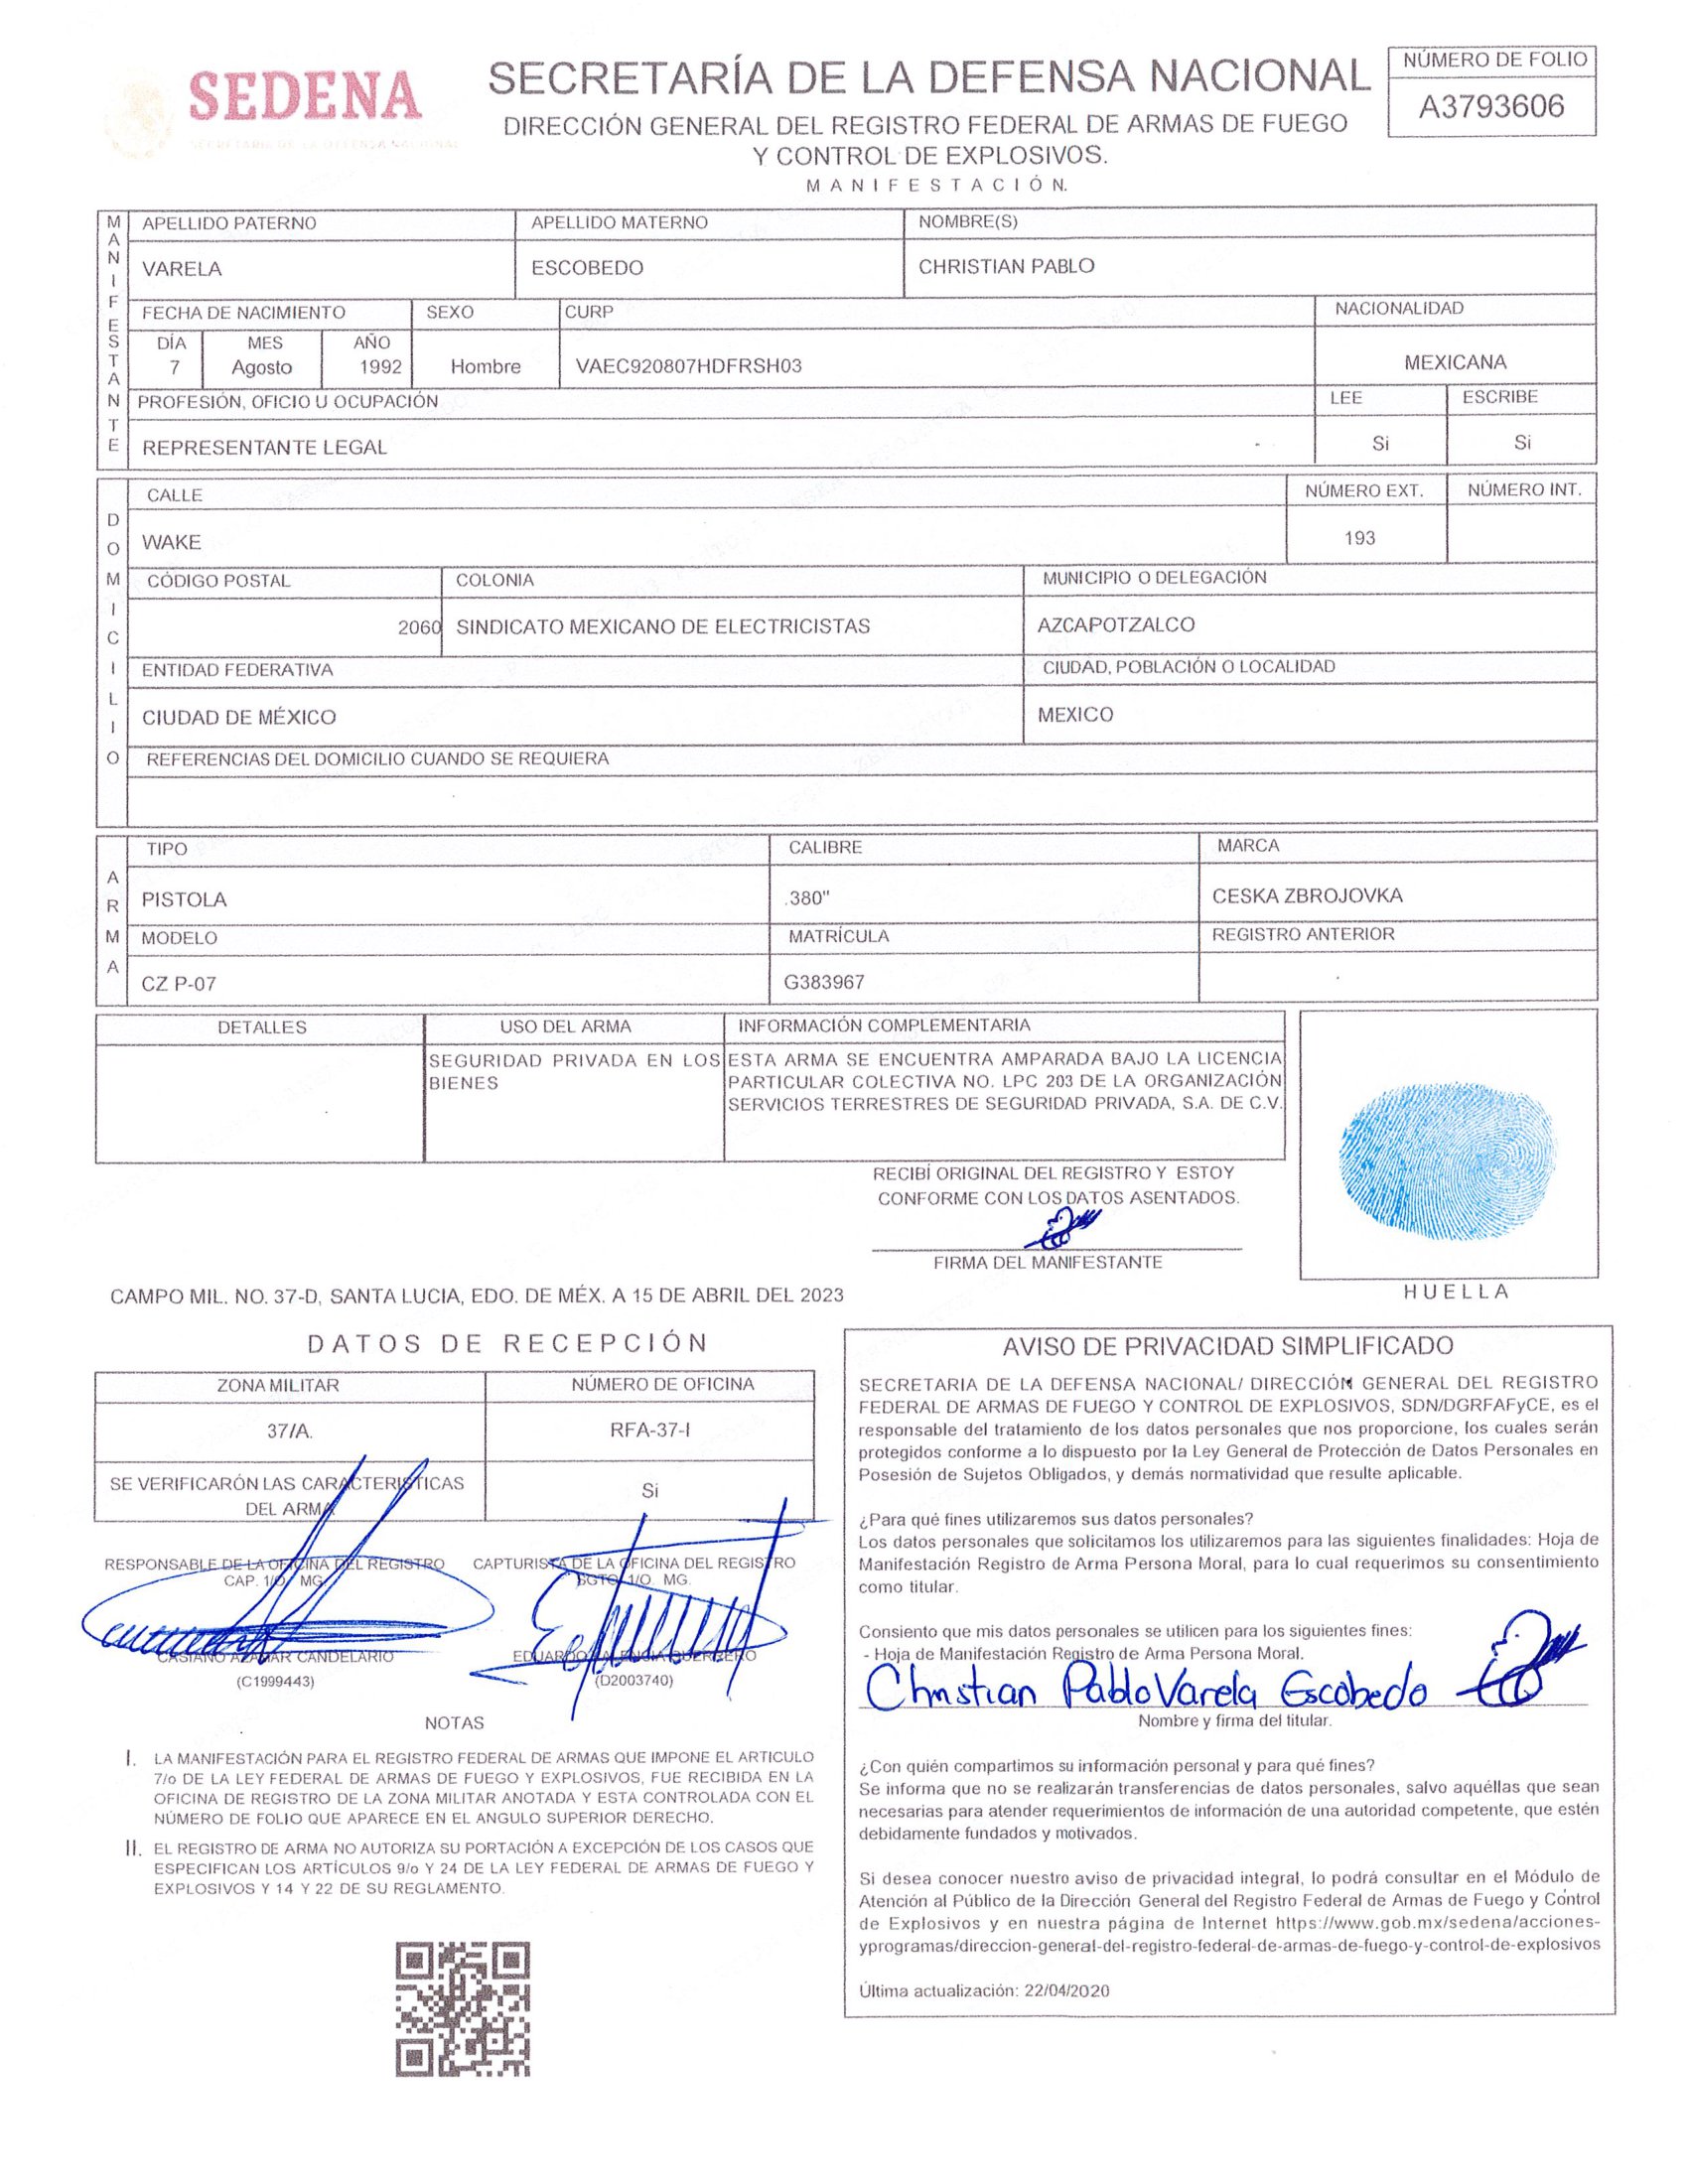 SEDENA
SECRETARÍA DE LA DEFENSA NACIONAL
SECRETARÍA DE LA DEFENSA NACIONAL
DIRECCIÓN GENERAL DEL REGISTRO FEDERAL DE ARMAS DE FUEGO
Y CONTROL DE EXPLOSIVOS.
MANIFESTACIÓN.
NÚMERO DE FOLIO
A3793606
MANIFESTANTE
APELLIDO PATERNO APELLIDO MATERNO NOMBRE(S)
VARELA ESCOBEDO CHRISTIAN PABLO
FECHA DE NACIMIENTO SEXO CURP NACIONALIDAD
DÍA MES AÑO
7 Agosto 1992 Hombre VAEC920807HDFRSH03 MEXICANA
PROFESIÓN, OFICIO U OCUPACIÓN LEE ESCRIBE
REPRESENTANTE LEGAL Si Si
DOMICILIO
CALLE NÚMERO EXT. NÚMERO INT.
WAKE 193
CÓDIGO POSTAL COLONIA MUNICIPIO O DELEGACIÓN
2060 SINDICATO MEXICANO DE ELECTRICISTAS AZCAPOTZALCO
ENTIDAD FEDERATIVA CIUDAD, POBLACIÓN O LOCALIDAD
CIUDAD DE MÉXICO MEXICO
REFERENCIAS DEL DOMICILIO CUANDO SE REQUIERA
ARMA
TIPO CALIBRE MARCA
PISTOLA .380" CESKA ZBROJOVKA
MODELO MATRÍCULA REGISTRO ANTERIOR
CZ P-07 G383967
DETALLES USO DEL ARMA INFORMACIÓN COMPLEMENTARIA
SEGURIDAD PRIVADA EN LOS
BIENES
ESTA ARMA SE ENCUENTRA AMPARADA BAJO LA LICENCIA
PARTICULAR COLECTIVA NO. LPC 203 DE LA ORGANIZACIÓN
SERVICIOS TERRESTRES DE SEGURIDAD PRIVADA, S.A. DE C.V.
RECIBÍ ORIGINAL DEL REGISTRO Y ESTOY
CONFORME CON LOS DATOS ASENTADOS.
FIRMA DEL MANIFESTANTE
HUELLA
CAMPO MIL. NO. 37-D, SANTA LUCIA, EDO. DE MÉX. A 15 DE ABRIL DEL 2023
DATOS DE RECEPCIÓN
ZONA MILITAR NÚMERO DE OFICINA
37/A. RFA-37-I
SE VERIFICARÓN LAS CARACTERISTICAS
DEL ARMA
Si
RESPONSABLE DE LA OFICINA DEL REGISTRO
CAP. 1/O. MG.
CASIANO AZAMAR CANDELARIO
(C1999443)
CAPTURISTA DE LA OFICINA DEL REGISTRO
SGTO. 1/O. MG.
EDUARDO VALENCIA GUERRERO
(D2003740)
NOTAS
I. LA MANIFESTACIÓN PARA EL REGISTRO FEDERAL DE ARMAS QUE IMPONE EL ARTICULO
7/o DE LA LEY FEDERAL DE ARMAS DE FUEGO Y EXPLOSIVOS, FUE RECIBIDA EN LA
OFICINA DE REGISTRO DE LA ZONA MILITAR ANOTADA Y ESTA CONTROLADA CON EL
NÚMERO DE FOLIO QUE APARECE EN EL ANGULO SUPERIOR DERECHO.
II. EL REGISTRO DE ARMA NO AUTORIZA SU PORTACIÓN A EXCEPCIÓN DE LOS CASOS QUE
ESPECIFICAN LOS ARTÍCULOS 9/o Y 24 DE LA LEY FEDERAL DE ARMAS DE FUEGO Y
EXPLOSIVOS Y 14 Y 22 DE SU REGLAMENTO.
AVISO DE PRIVACIDAD SIMPLIFICADO
SECRETARIA DE LA DEFENSA NACIONAL/ DIRECCIÓN GENERAL DEL REGISTRO
FEDERAL DE ARMAS DE FUEGO Y CONTROL DE EXPLOSIVOS, SDN/DGRFAFyCE, es el
responsable del tratamiento de los datos personales que nos proporcione, los cuales serán
protegidos conforme a lo dispuesto por la Ley General de Protección de Datos Personales en
Posesión de Sujetos Obligados, y demás normatividad que resulte aplicable.
¿Para qué fines utilizaremos sus datos personales?
Los datos personales que solicitamos los utilizaremos para las siguientes finalidades: Hoja de
Manifestación Registro de Arma Persona Moral, para lo cual requerimos su consentimiento
como titular.
Consiento que mis datos personales se utilicen para los siguientes fines:
- Hoja de Manifestación Registro de Arma Persona Moral.
Christian Pablo Varela Escobedo
Nombre y firma del titular.
¿Con quién compartimos su información personal y para qué fines?
Se informa que no se realizarán transferencias de datos personales, salvo aquéllas que sean
necesarias para atender requerimientos de información de una autoridad competente, que estén
debidamente fundados y motivados.
Si desea conocer nuestro aviso de privacidad integral, lo podrá consultar en el Módulo de
Atención al Público de la Dirección General del Registro Federal de Armas de Fuego y Control
de Explosivos y en nuestra página de Internet https://www.gob.mx/sedena/acciones-
yprogramas/direccion-general-del-registro-federal-de-armas-de-fuego-y-control-de-explosivos
Última actualización: 22/04/2020